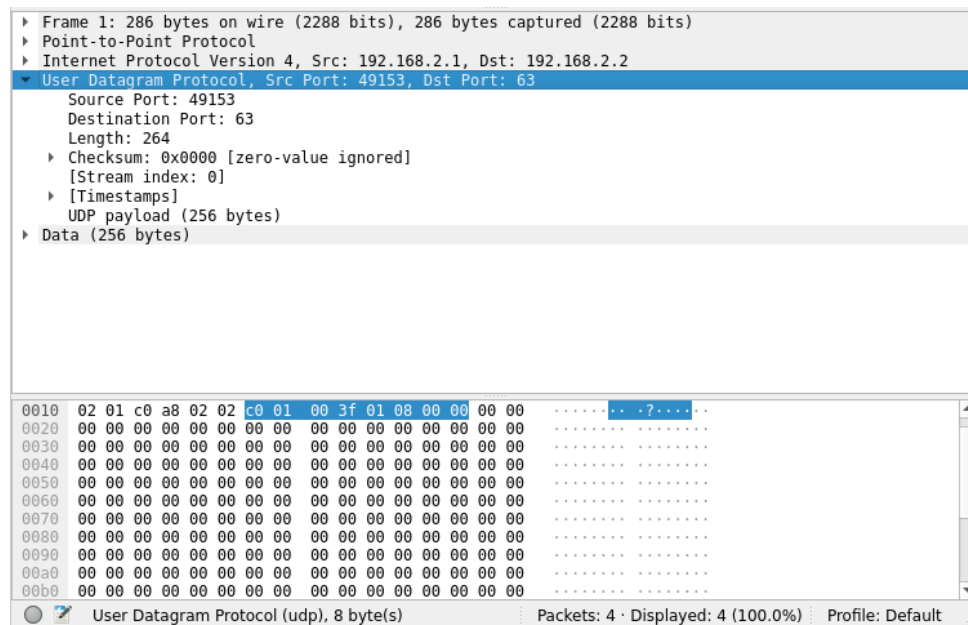 Frame 1: 286 bytes on wire (2288 bits), 286 bytes captured (2288 bits)
Point-to-Point Protocol
Internet Protocol Version 4, Src: 192.168.2.1, Dst: 192.168.2.2
User Datagram Protocol, Src Port: 49153, Dst Port: 63
Source Port: 49153
Destination Port: 63
Length: 264
Checksum: 0x0000 [zero-value ignored]
[Stream index: 0]
[Timestamps]
UDP payload (256 bytes)
Data (256 bytes)
0010 02 01 c0 a8 02 02 c0 01 00 3f 01 08 00 00 00 00 ········ ·?······
0020 00 00 00 00 00 00 00 00 00 00 00 00 00 00 00 00 ········ ········
0030 00 00 00 00 00 00 00 00 00 00 00 00 00 00 00 00 ········ ········
0040 00 00 00 00 00 00 00 00 00 00 00 00 00 00 00 00 ········ ········
0050 00 00 00 00 00 00 00 00 00 00 00 00 00 00 00 00 ········ ········
0060 00 00 00 00 00 00 00 00 00 00 00 00 00 00 00 00 ········ ········
0070 00 00 00 00 00 00 00 00 00 00 00 00 00 00 00 00 ········ ········
0080 00 00 00 00 00 00 00 00 00 00 00 00 00 00 00 00 ········ ········
0090 00 00 00 00 00 00 00 00 00 00 00 00 00 00 00 00 ········ ········
00a0 00 00 00 00 00 00 00 00 00 00 00 00 00 00 00 00 ········ ········
00b0 00 00 00 00 00 00 00 00 00 00 00 00 00 00 00 00 ········ ········
User Datagram Protocol (udp), 8 byte(s) Packets: 4 · Displayed: 4 (100.0%) Profile: Default